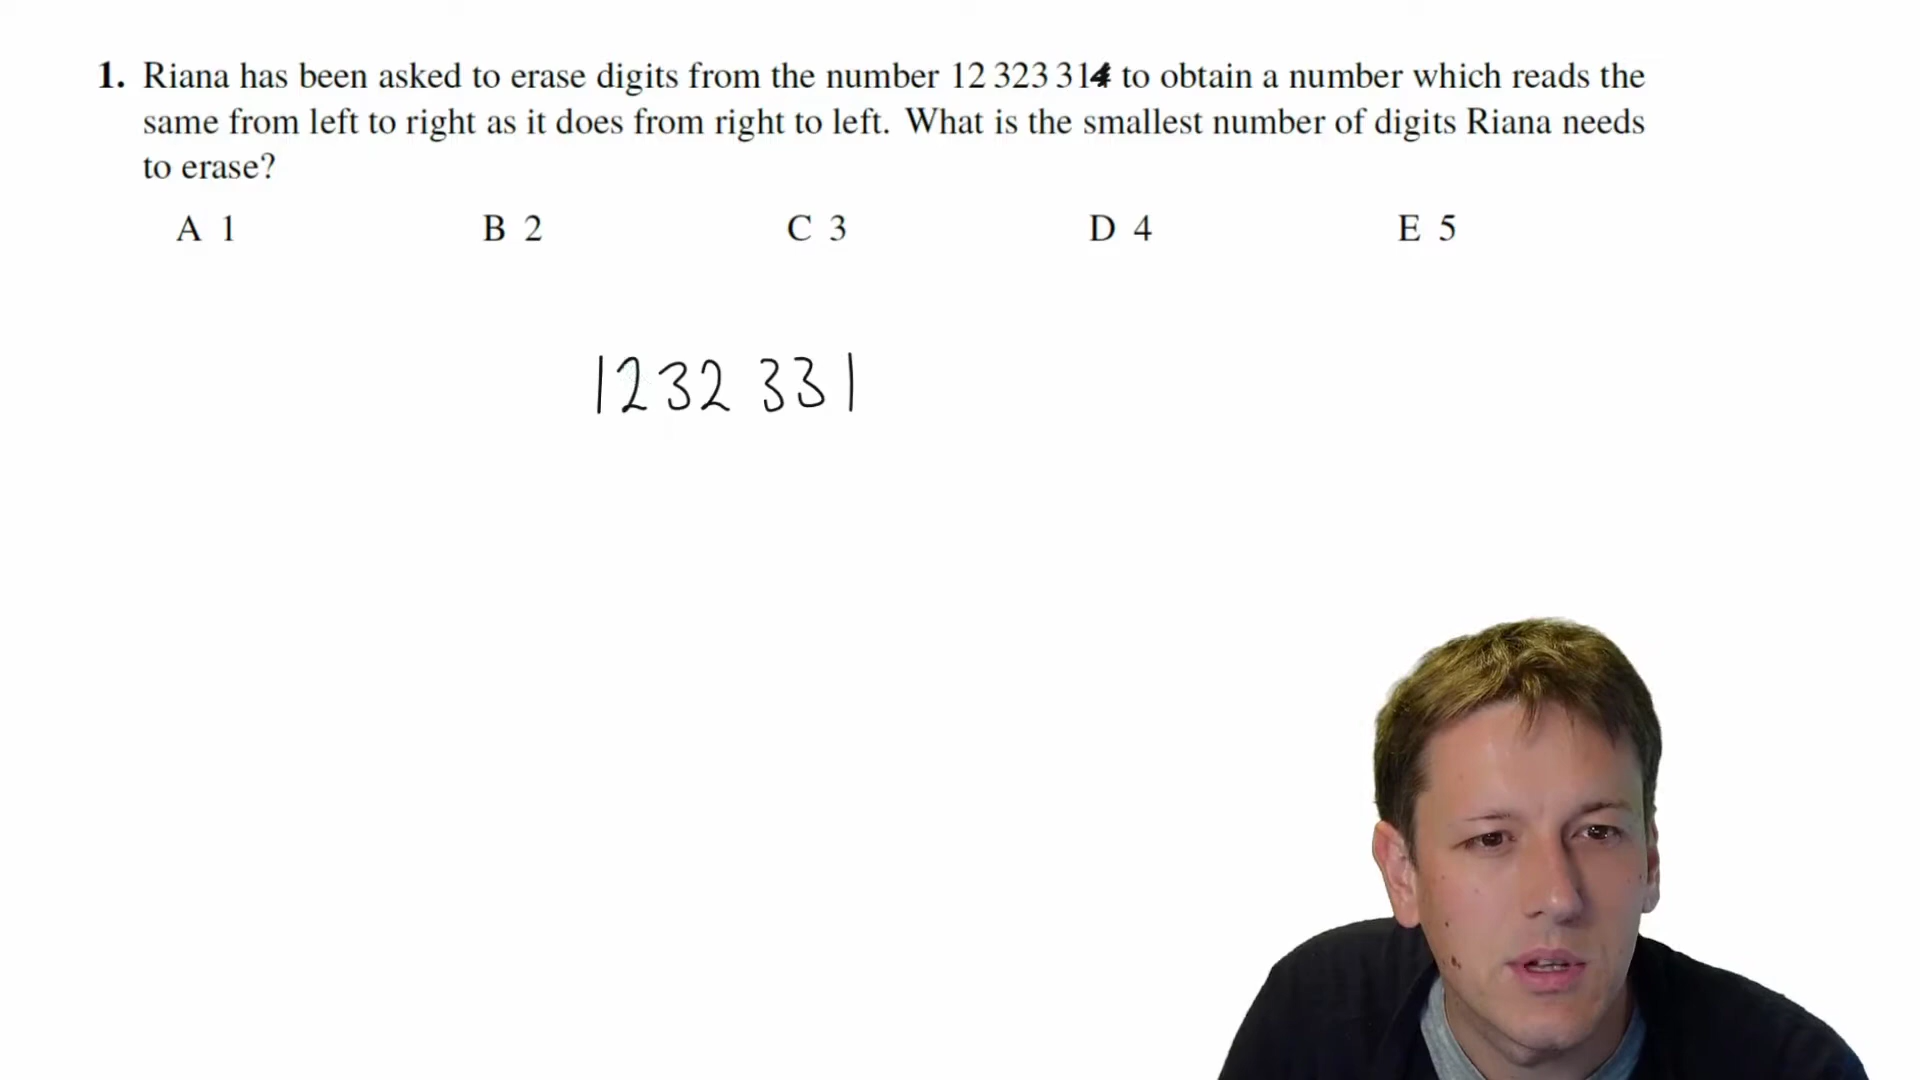 1. Riana has been asked to erase digits from the number 12 323 314 to obtain a number which reads the
same from left to right as it does from right to left. What is the smallest number of digits Riana needs
to erase?
A 1 B 2 C 3 D 4 E 5
1232 331